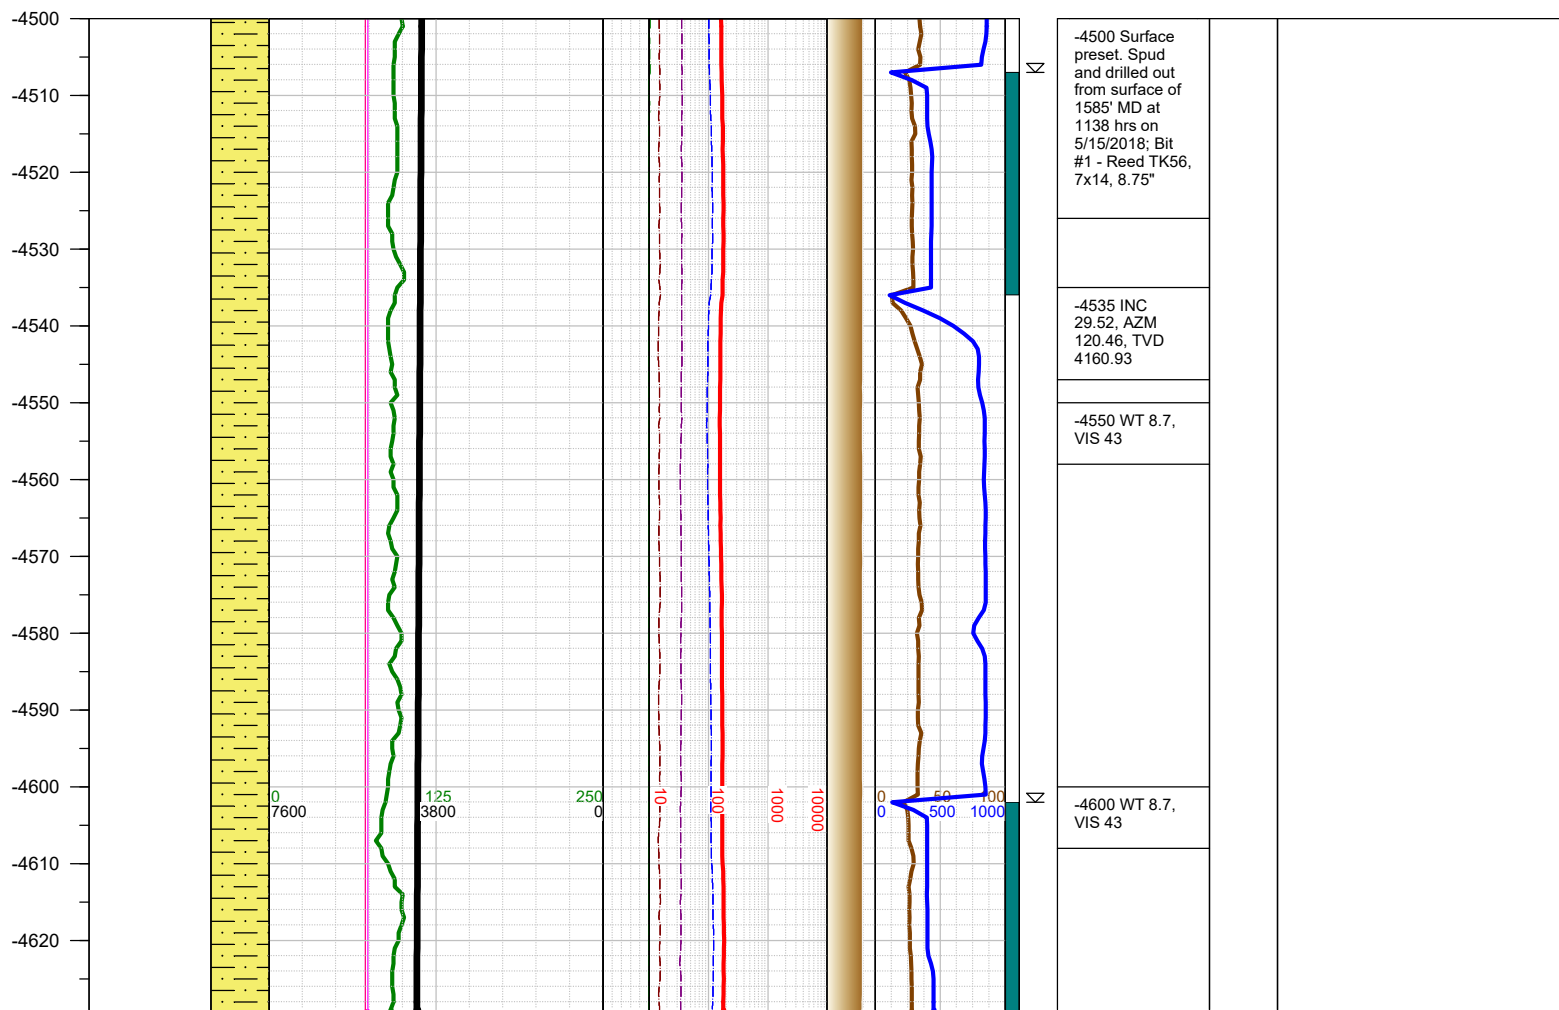 -4500
-4510
-4520
-4530
-4540
-4550
-4560
-4570
-4580
-4590
-4600
-4610
-4620
0 125 250
7600 3800 0
10 100 1000 10000
0 50 100
0 500 1000
-4500 Surface
preset. Spud
and drilled out
from surface of
1585' MD at
1138 hrs on
5/15/2018; Bit
#1 - Reed TK56,
7x14, 8.75"
-4535 INC
29.52, AZM
120.46, TVD
4160.93
-4550 WT 8.7,
VIS 43
-4600 WT 8.7,
VIS 43